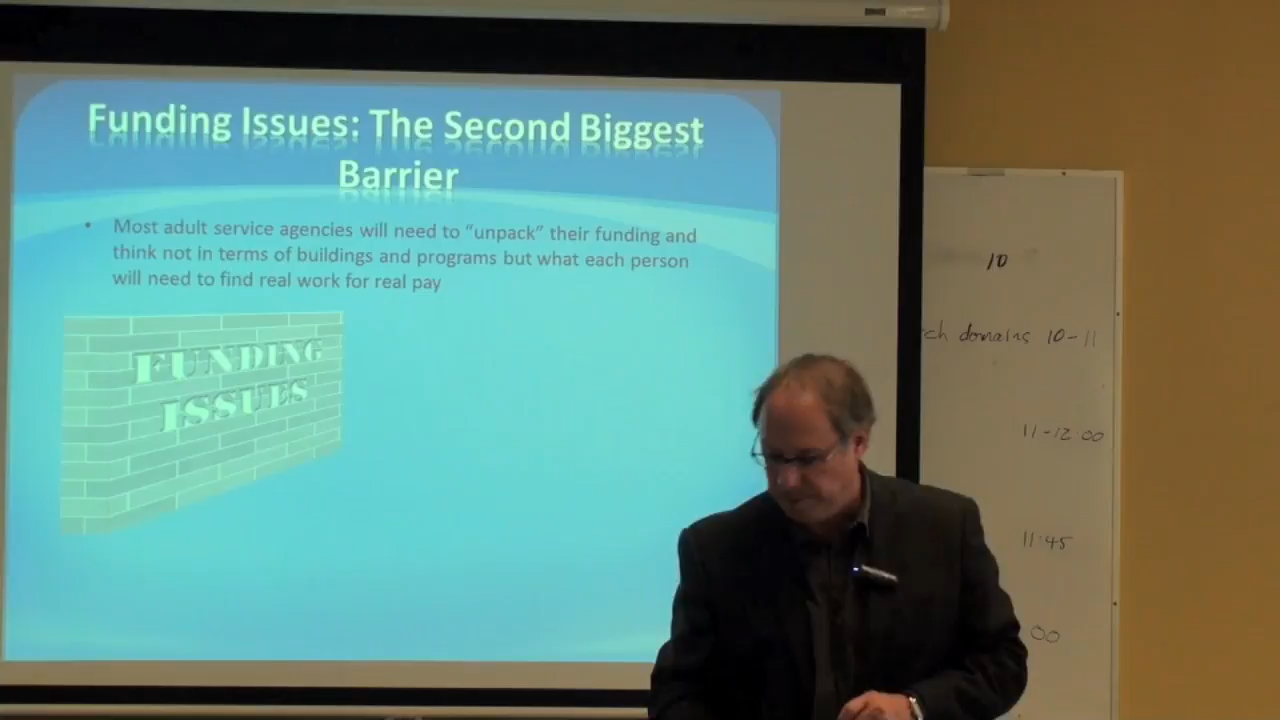 Funding Issues: The Second Biggest
Barrier
• Most adult service agencies will need to “unpack” their funding and
think not in terms of buildings and programs but what each person
will need to find real work for real pay
FUNDING
ISSUES
10
ch domains 10-11
11-12:00
11:45
00